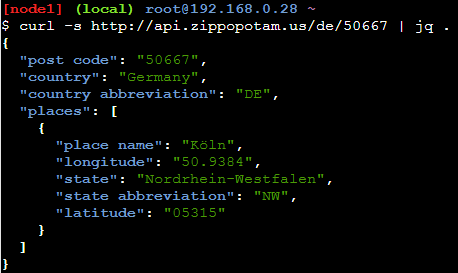 [node1] (local) root@192.168.0.28 ~
$ curl -s http://api.zippopotam.us/de/50667 | jq .
{
  "post code": "50667",
  "country": "Germany",
  "country abbreviation": "DE",
  "places": [
    {
      "place name": "Köln",
      "longitude": "50.9384",
      "state": "Nordrhein-Westfalen",
      "state abbreviation": "NW",
      "latitude": "05315"
    }
  ]
}